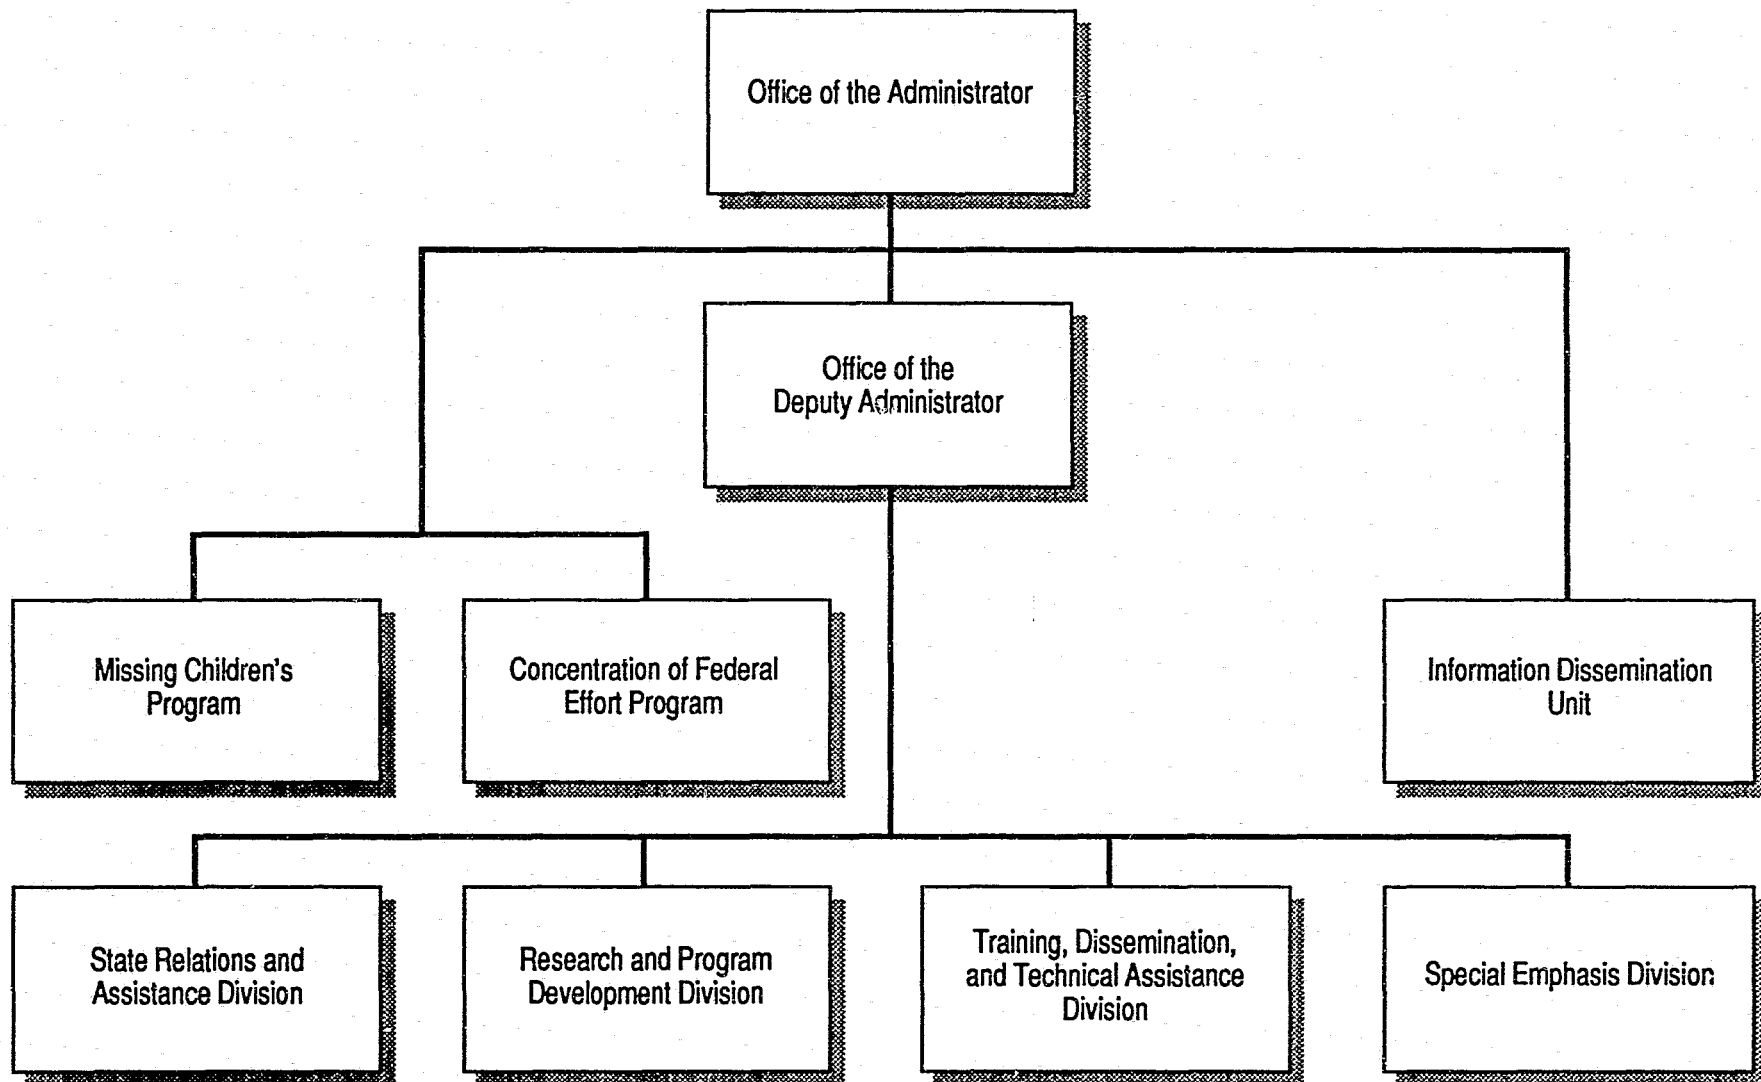 Office of the Administrator
Office of the
Deputy Administrator
Missing Children's
Program
Concentration of Federal
Effort Program
Information Dissemination
Unit
State Relations and
Assistance Division
Research and Program
Development Division
Training, Dissemination,
and Technical Assistance
Division
Special Emphasis Division